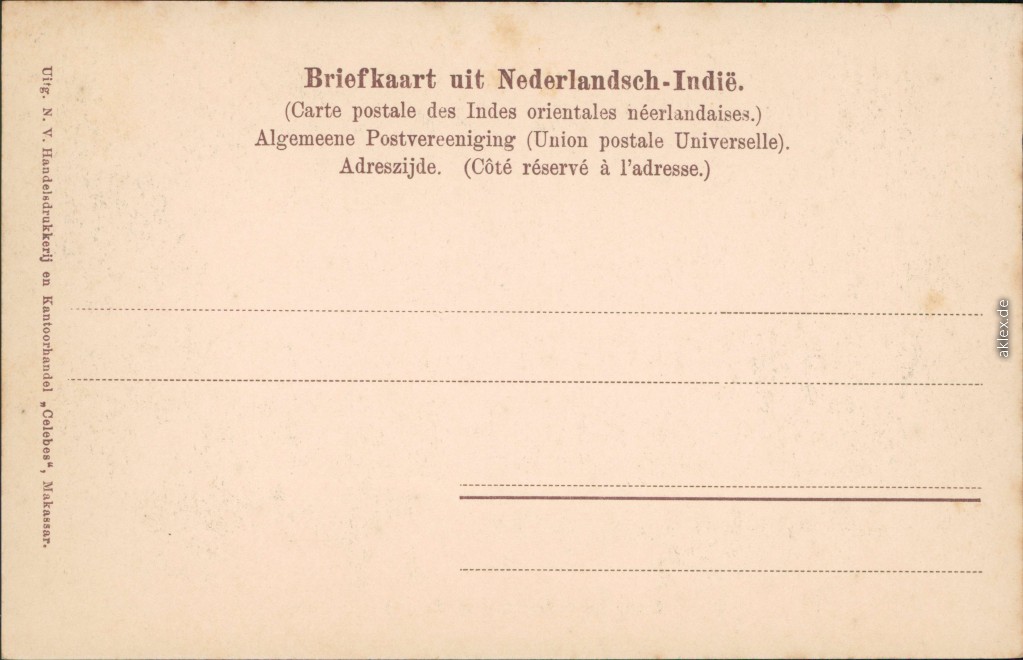 Briefkaart uit Nederlandsch-Indië.
(Carte postale des Indes orientales néerlandaises.)
Algemeene Postvereeniging (Union postale Universelle).
Adreszijde. (Côté réservé à l'adresse.)
Uitg. N. V. Handelsdrukkerij en Kantoorhandel „Celebes“, Makassar.
aklex.de